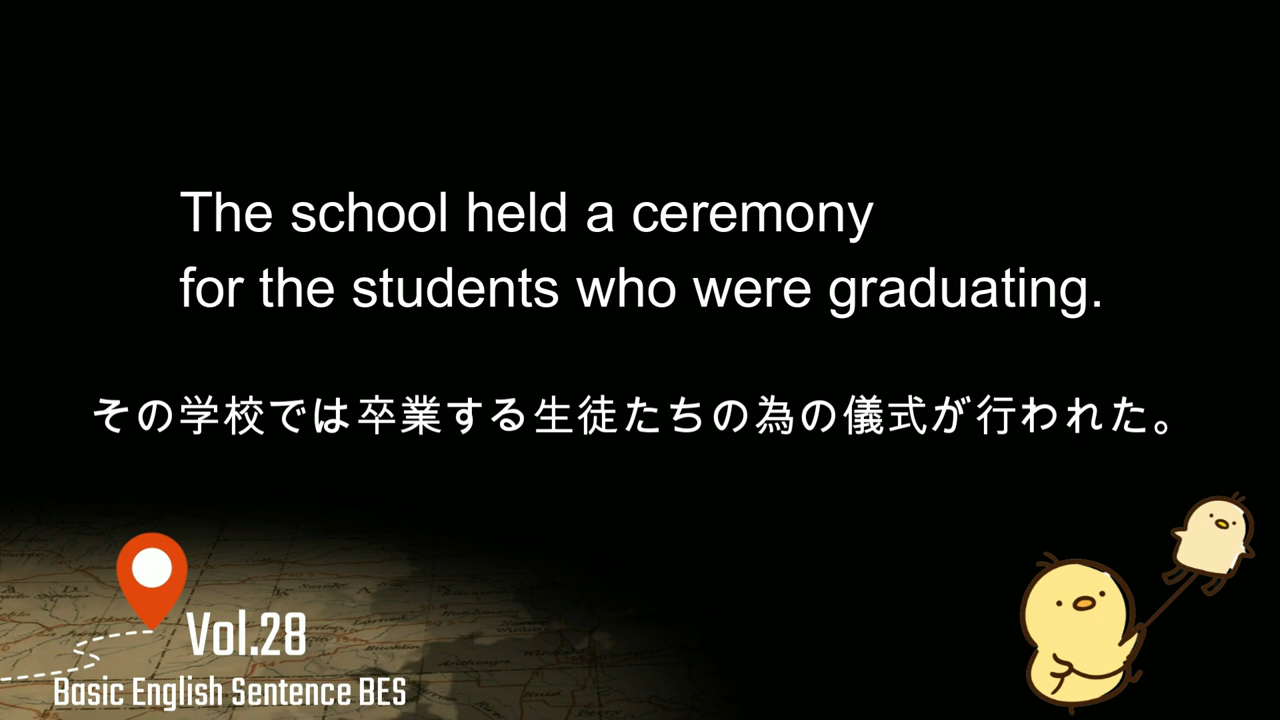 The school held a ceremony
for the students who were graduating.
その学校では卒業する生徒たちの為の儀式が行われた。
Vol.28
Basic English Sentence BES